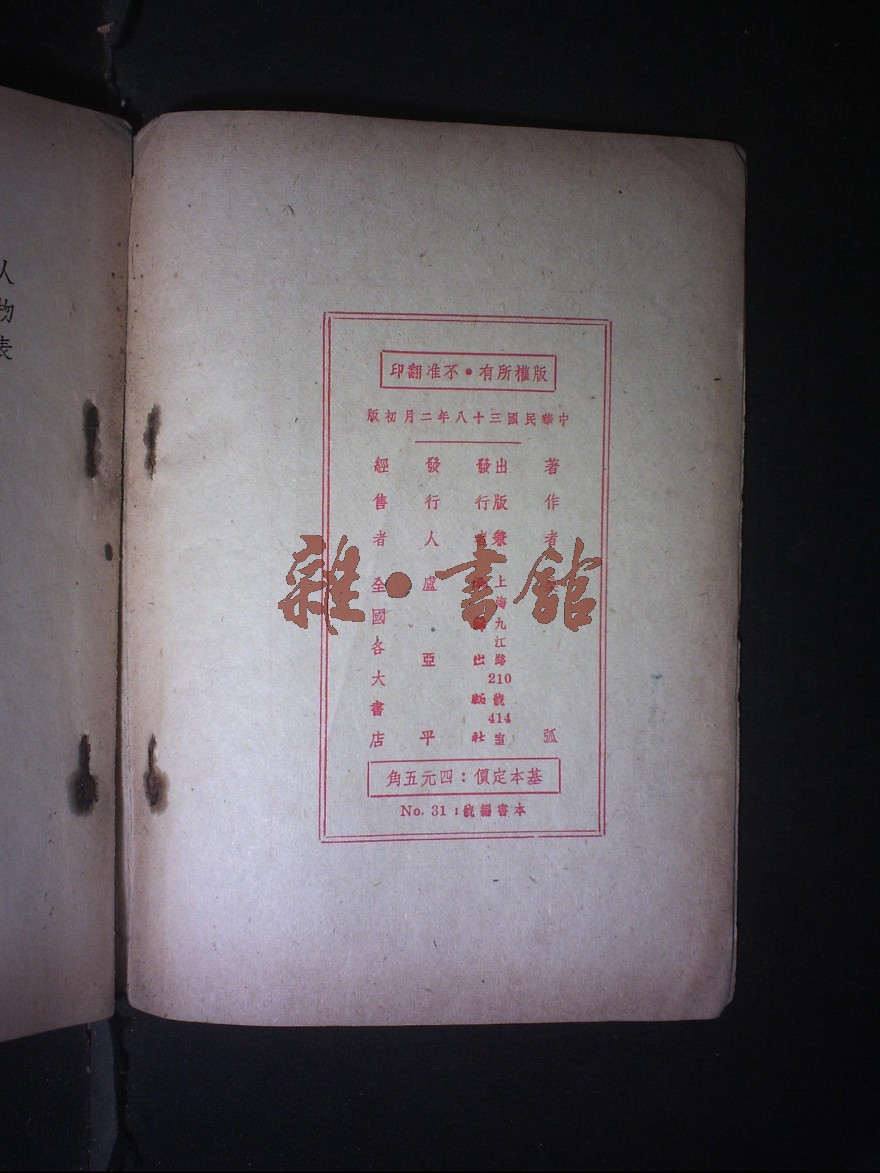 人物表
版權所有•不准翻印
中華民國三十八年二月初版
著作者 弧
出版兼發行者
上海九江路210號414室
出版社
發行人 盧亞平
經售者 全國各大書店
基本定價：四元五角
本書編號：No. 31
雜•書館